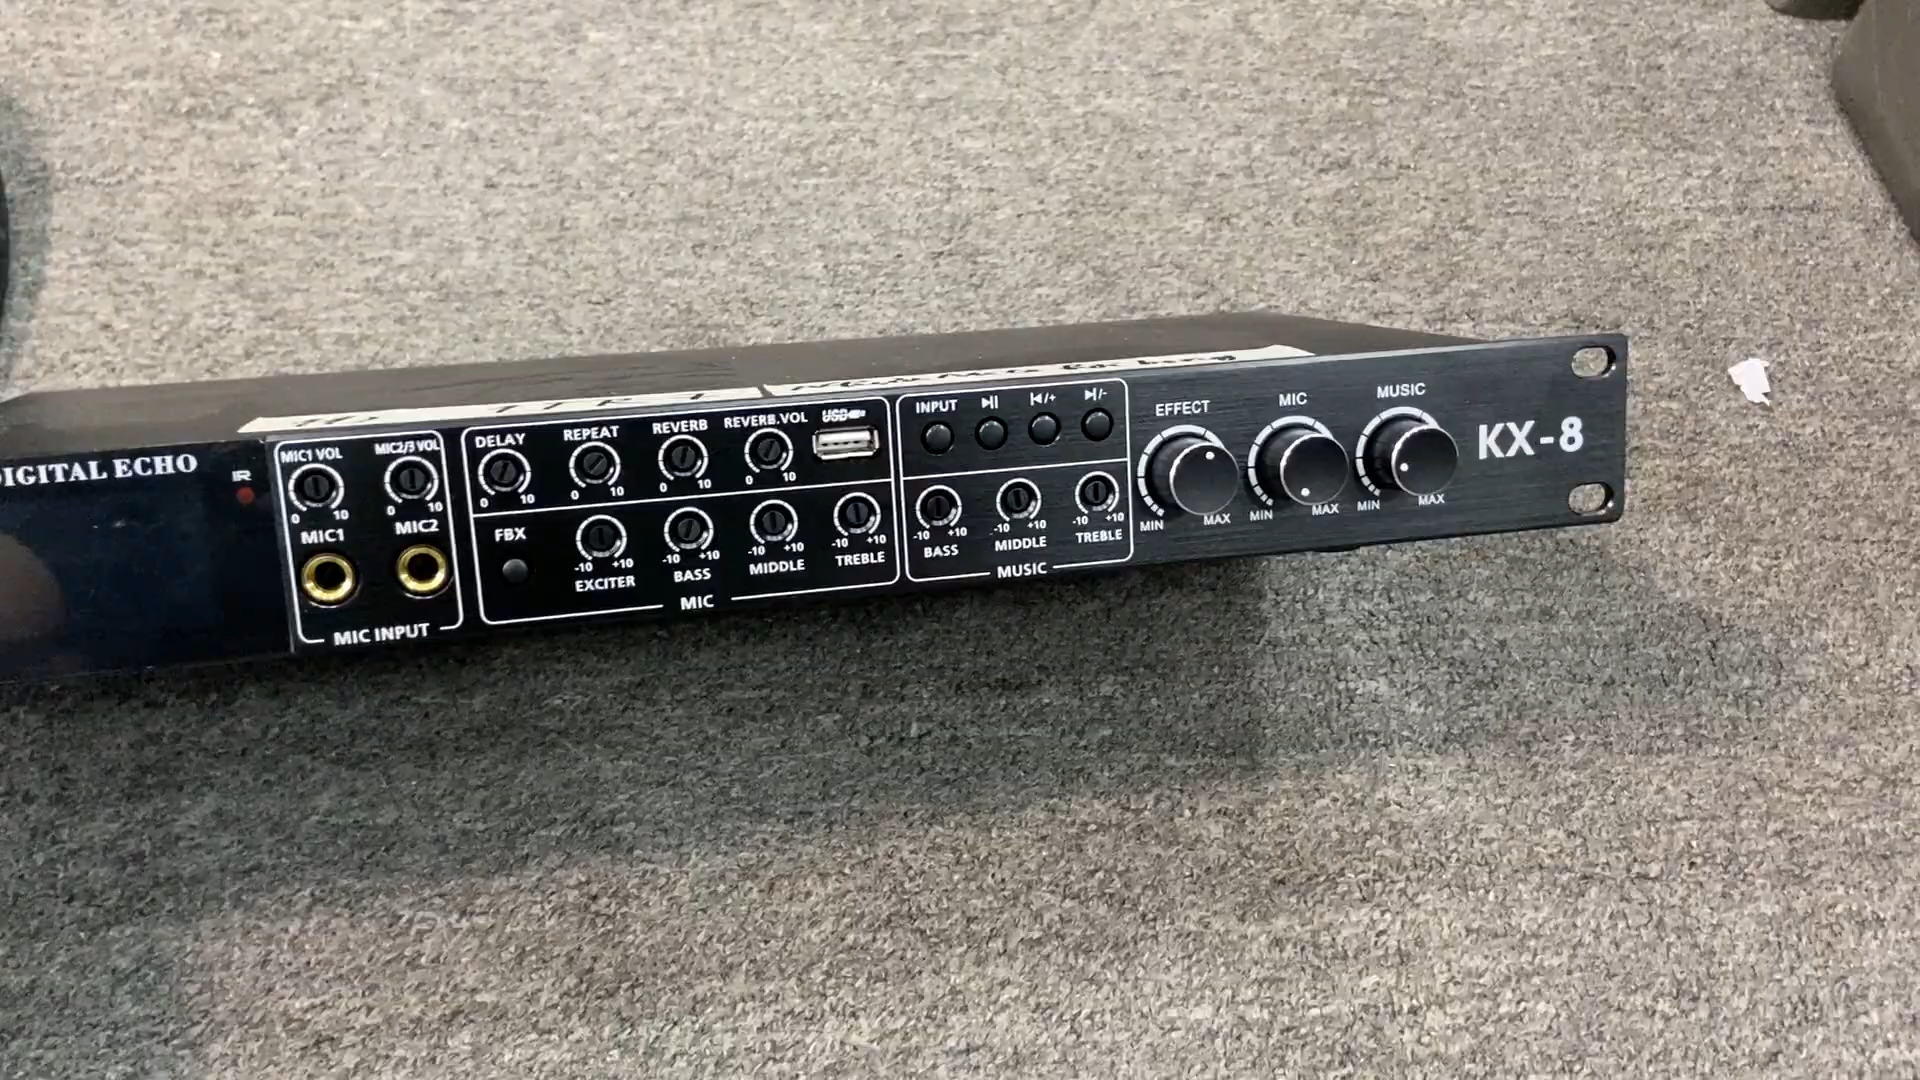 DIGITAL ECHO
IR
MIC1 VOL
MIC2/3 VOL
0 10
0 10
MIC1
MIC2
MIC INPUT
DELAY
REPEAT
REVERB
REVERB.VOL
USB
0 10
0 10
0 10
0 10
FBX
-10 +10
EXCITER
-10 +10
BASS
-10 +10
MIDDLE
-10 +10
TREBLE
MIC
INPUT
/+
/-
-10 +10
BASS
-10 +10
MIDDLE
-10 +10
TREBLE
MUSIC
EFFECT
MIN MAX
MIC
MIN MAX
MUSIC
MIN MAX
KX-8